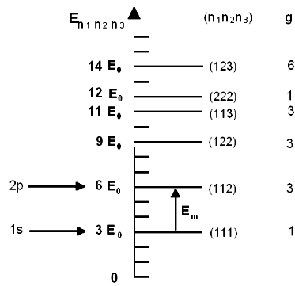 E n1 n2 n3 (n1n2n3) g
14 E₀ (123) 6
12 E₀ (222) 1
11 E₀ (113) 3
9 E₀ (122) 3
2p 6 E₀ (112) 3
Em
1s 3 E₀ (111) 1
0